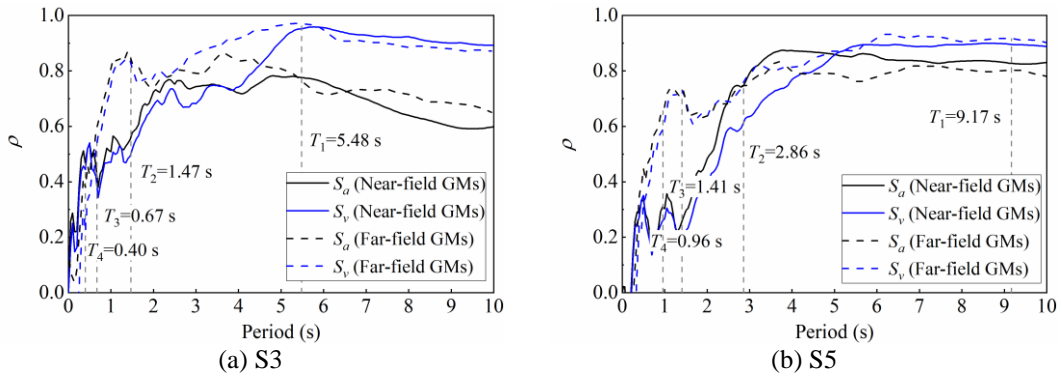 1.0
0.8
0.6
0.4
0.2
0.0
ρ
0 1 2 3 4 5 6 7 8 9 10
Period (s)
T1=5.48 s
T2=1.47 s
T3=0.67 s
T4=0.40 s
Sa (Near-field GMs)
Sv (Near-field GMs)
Sa (Far-field GMs)
Sv (Far-field GMs)
(a) S3
1.0
0.8
0.6
0.4
0.2
0.0
ρ
0 1 2 3 4 5 6 7 8 9 10
Period (s)
T1=9.17 s
T2=2.86 s
T3=1.41 s
T4=0.96 s
Sa (Near-field GMs)
Sv (Near-field GMs)
Sa (Far-field GMs)
Sv (Far-field GMs)
(b) S5